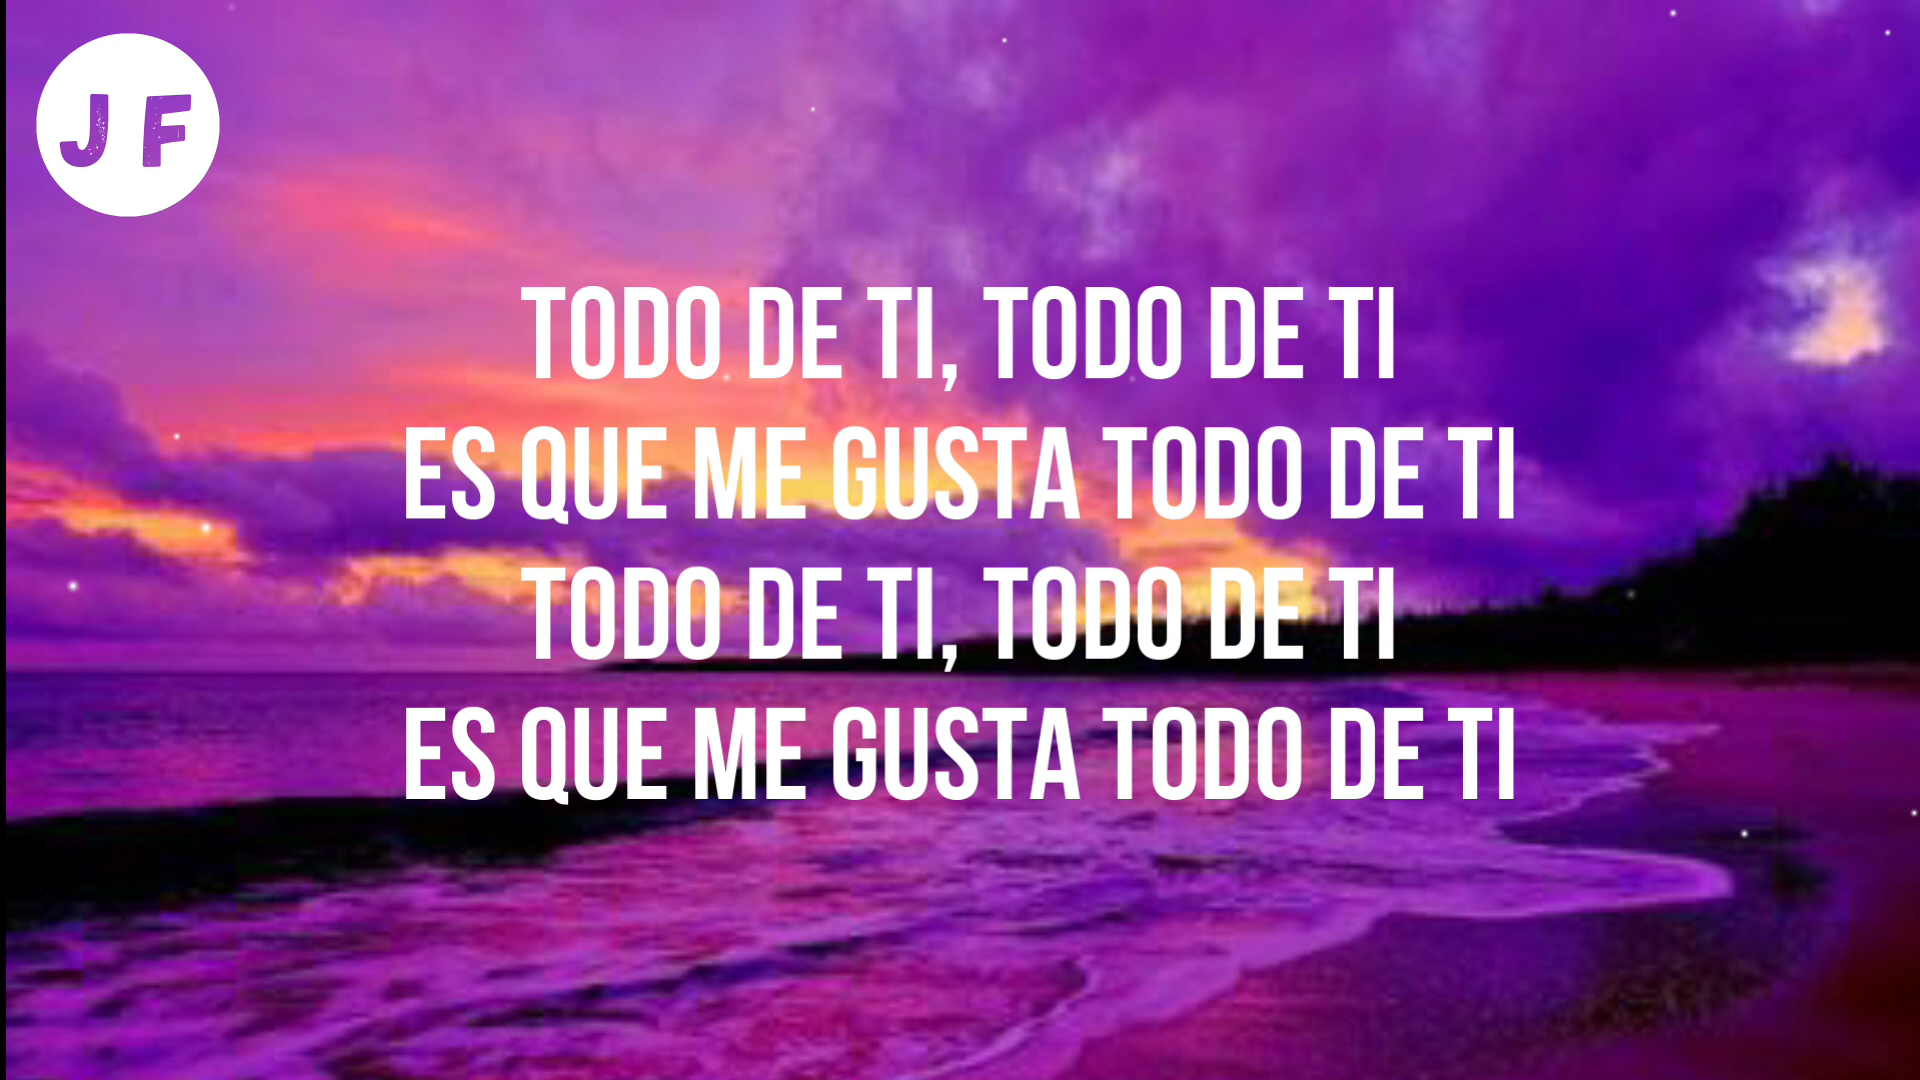 J F
TODO DE TI, TODO DE TI
ES QUE ME GUSTA TODO DE TI
TODO DE TI, TODO DE TI
ES QUE ME GUSTA TODO DE TI